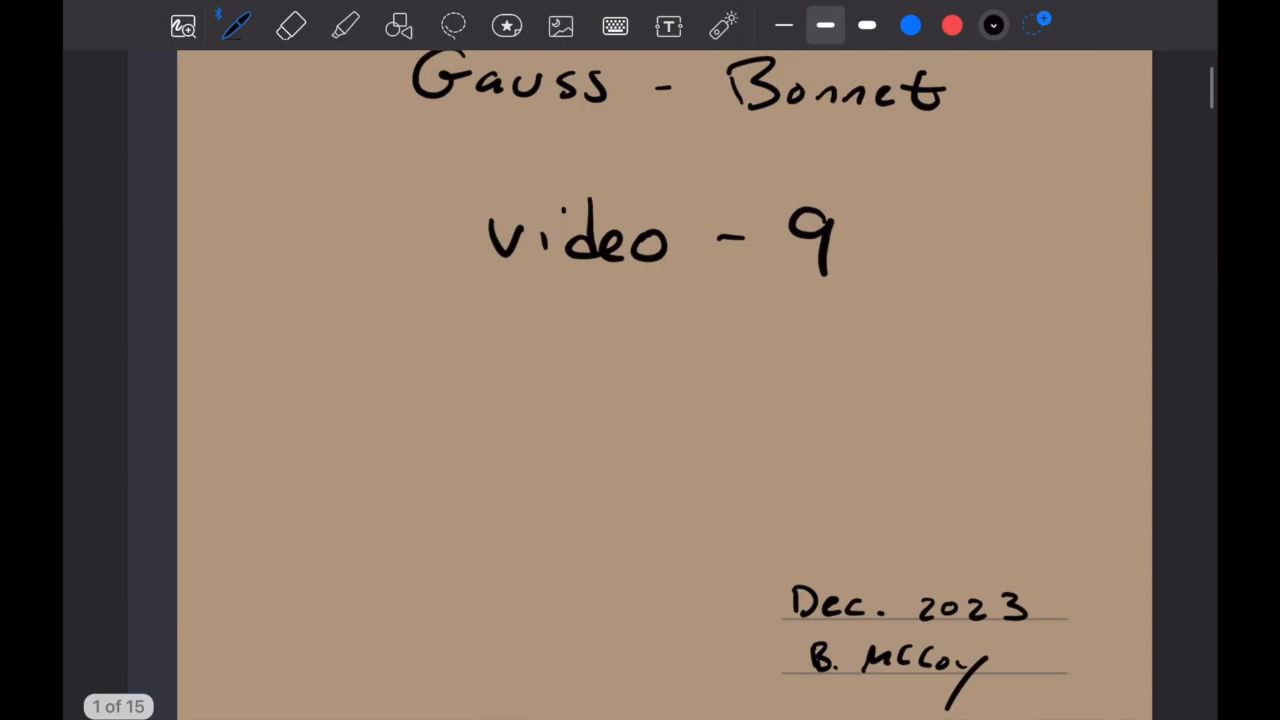 Gauss - Bonnet
video - 9
Dec. 2023
B. McCoy
1 of 15